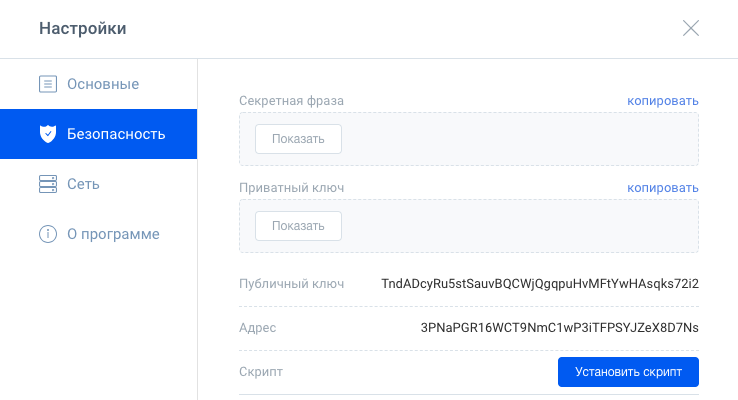 Настройки
Основные
Безопасность
Сеть
О программе
Секретная фраза копировать
Показать
Приватный ключ копировать
Показать
Публичный ключ TndADcyRu5stSauvBQCWjQgqpuHvMFtYwHAsqks72i2
Адрес 3PNaPGR16WCT9NmC1wP3iTFPSYJZeX8D7Ns
Скрипт Установить скрипт